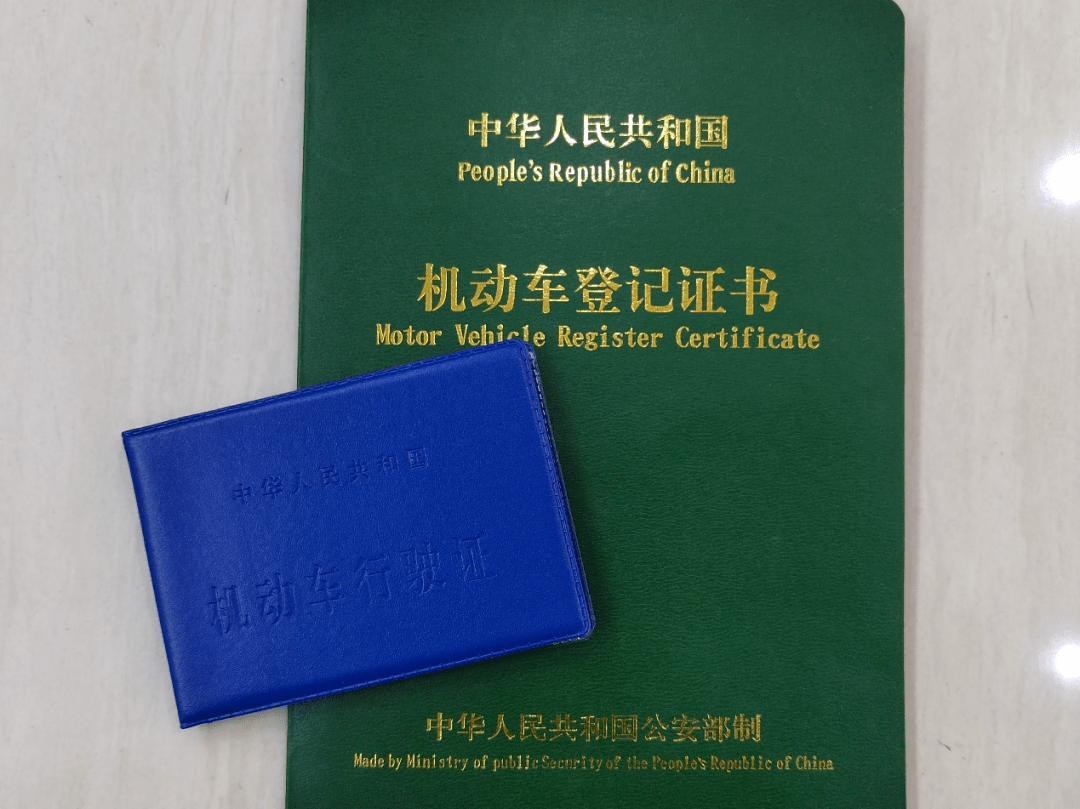 中华人民共和国
People's Republic of China
机动车登记证书
Motor Vehicle Register Certificate
中华人民共和国
机动车行驶证
中华人民共和国公安部制
Made by Ministry of public Security of the People's Republic of China